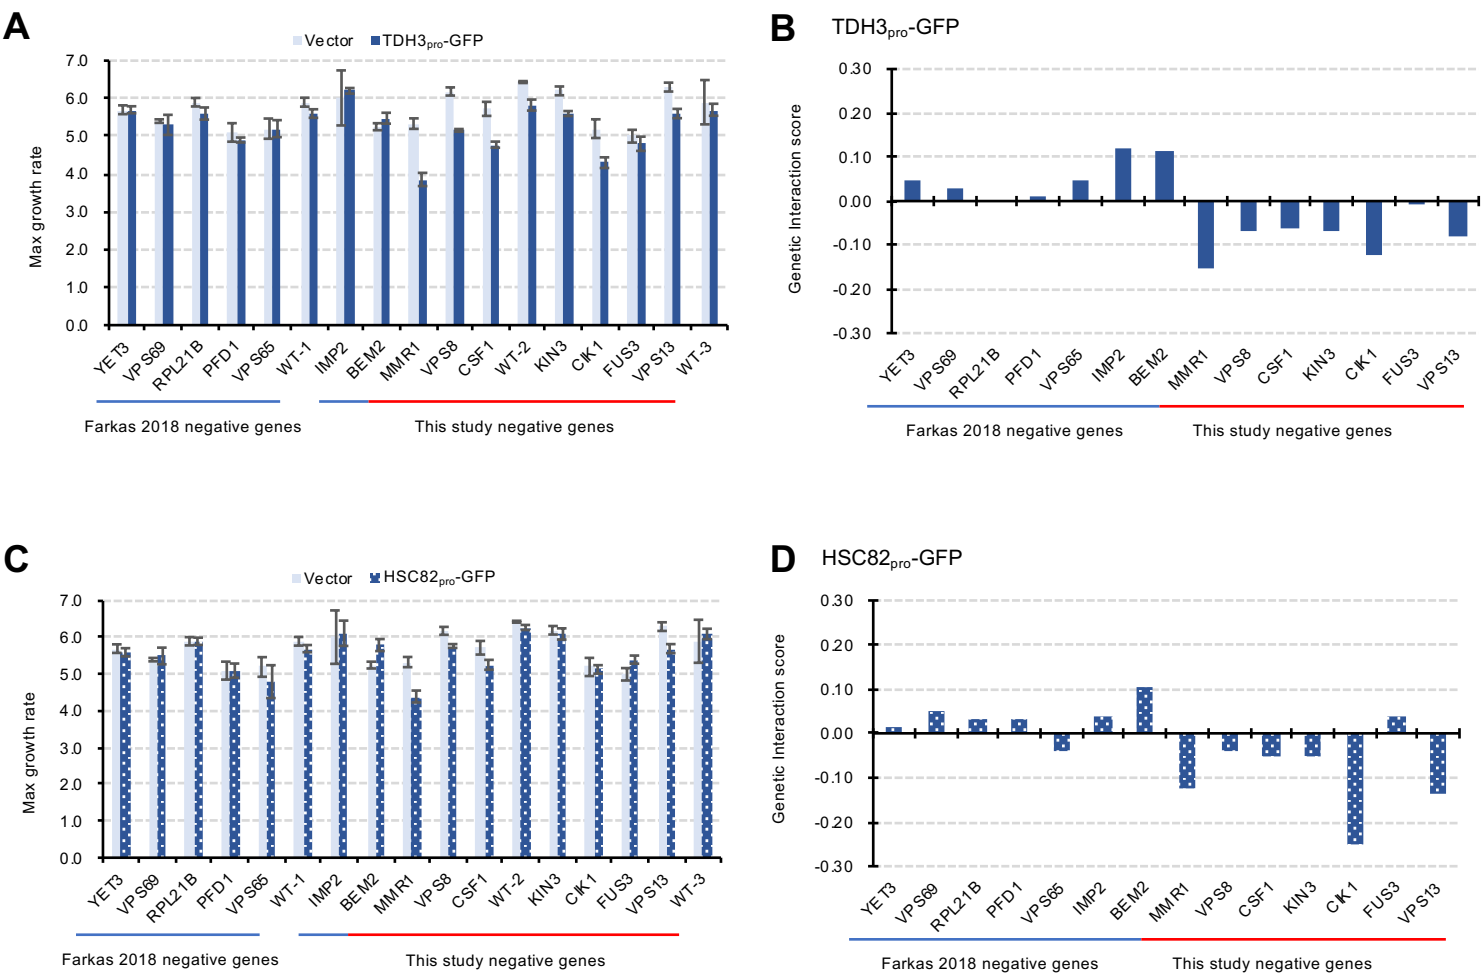 A
Vector TDH3pro-GFP
Max growth rate
7.0
6.0
5.0
4.0
3.0
2.0
1.0
0.0
YET3 VPS69 RPL21B PFD1 VPS65 WT-1 IMP2 BEM2 MMR1 VPS8 CSF1 WT-2 KIN3 CIK1 FUS3 VPS13 WT-3
Farkas 2018 negative genes This study negative genes
B TDH3pro-GFP
Genetic Interaction score
0.30
0.20
0.10
0.00
-0.10
-0.20
-0.30
YET3 VPS69 RPL21B PFD1 VPS65 IMP2 BEM2 MMR1 VPS8 CSF1 KIN3 CIK1 FUS3 VPS13
Farkas 2018 negative genes This study negative genes
C
Vector HSC82pro-GFP
Max growth rate
7.0
6.0
5.0
4.0
3.0
2.0
1.0
0.0
YET3 VPS69 RPL21B PFD1 VPS65 WT-1 IMP2 BEM2 MMR1 VPS8 CSF1 WT-2 KIN3 CIK1 FUS3 VPS13 WT-3
Farkas 2018 negative genes This study negative genes
D HSC82pro-GFP
Genetic Interaction score
0.30
0.20
0.10
0.00
-0.10
-0.20
-0.30
YET3 VPS69 RPL21B PFD1 VPS65 IMP2 BEM2 MMR1 VPS8 CSF1 KIN3 CIK1 FUS3 VPS13
Farkas 2018 negative genes This study negative genes